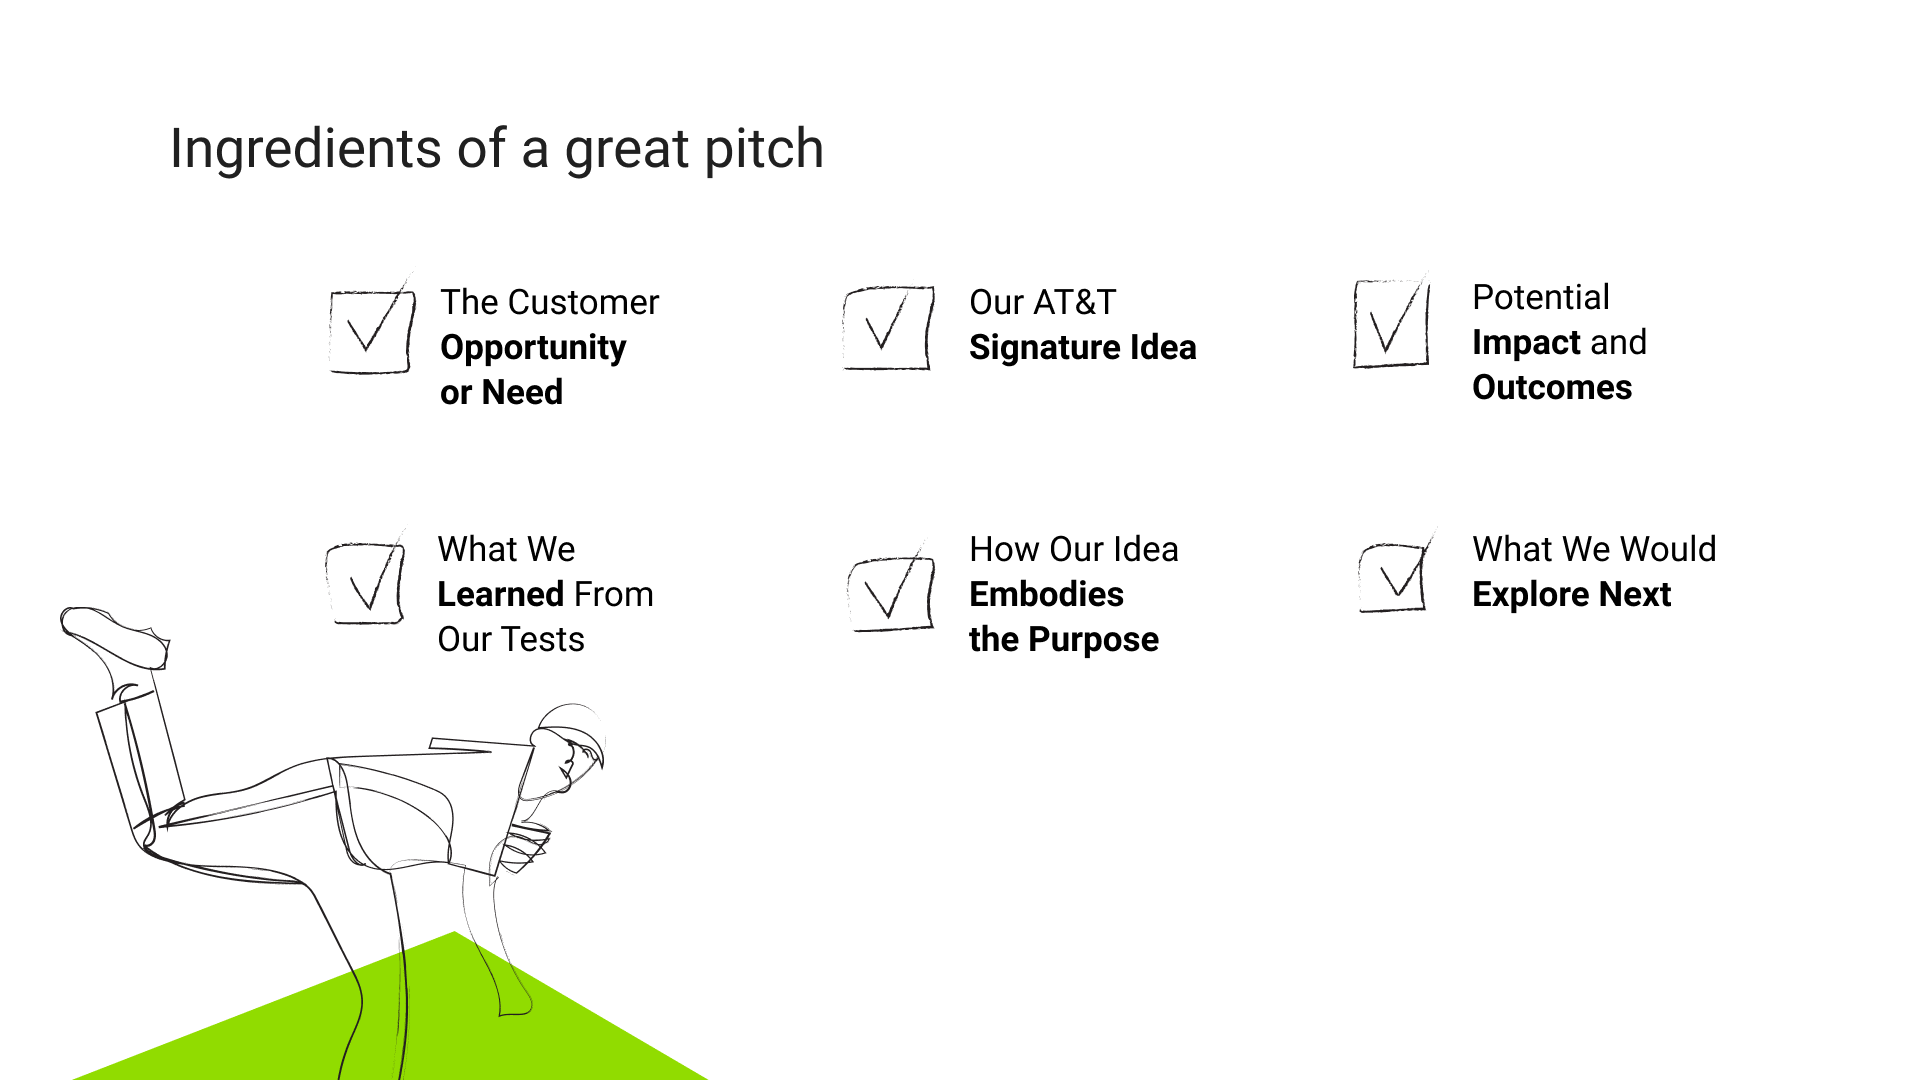 Ingredients of a great pitch
The Customer
Opportunity
or Need
Our AT&T
Signature Idea
Potential
Impact and
Outcomes
What We
Learned From
Our Tests
How Our Idea
Embodies
the Purpose
What We Would
Explore Next